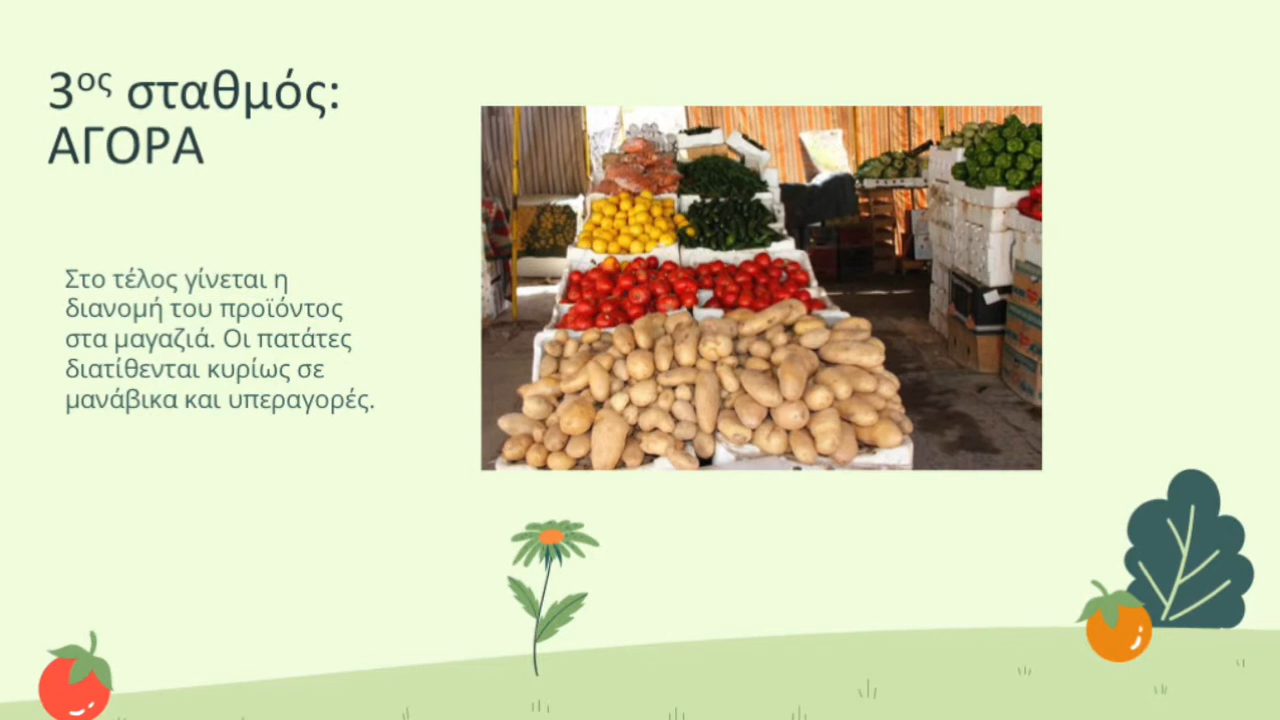 3ος σταθμός:
ΑΓΟΡΑ
Στο τέλος γίνεται η
διανομή του προϊόντος
στα μαγαζιά. Οι πατάτες
διατίθενται κυρίως σε
μανάβικα και υπεραγορές.